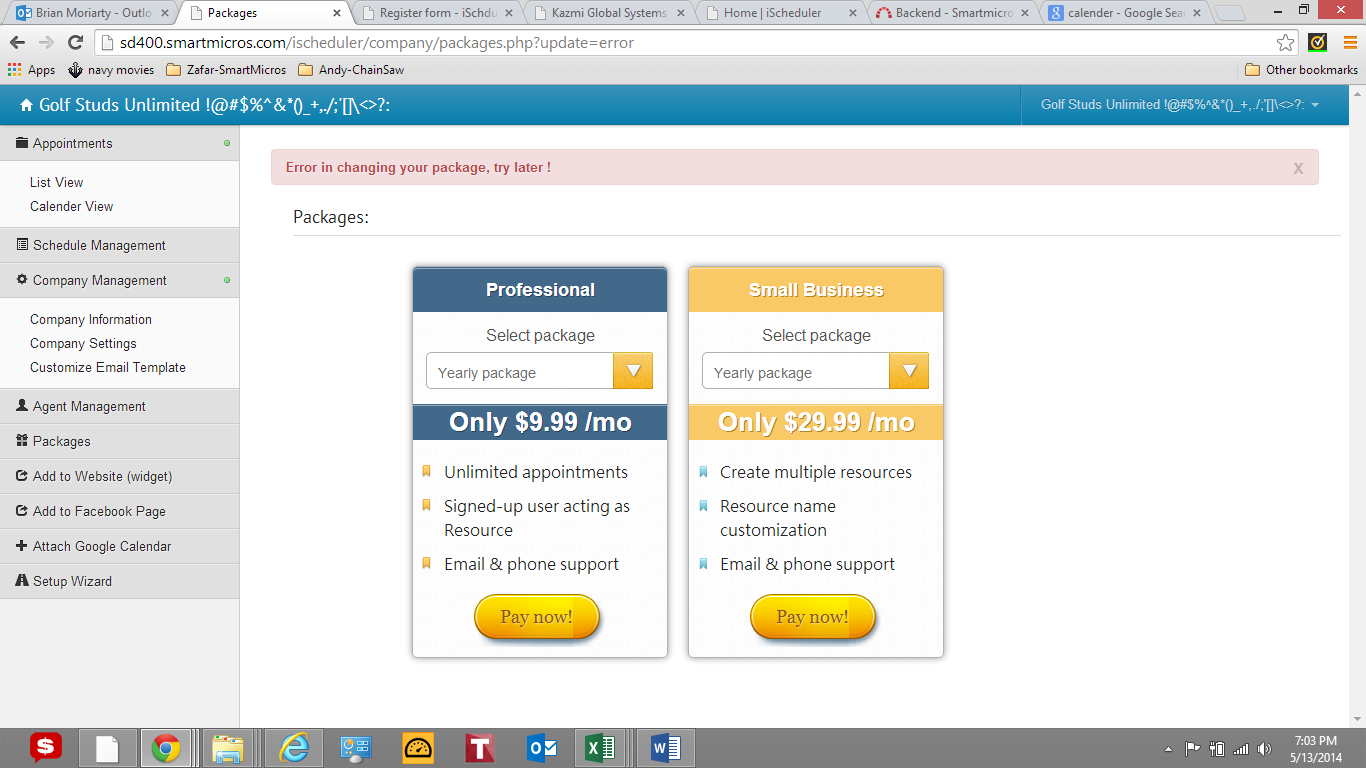 Brian Moriarty - Outlo
Packages
Register form - iSchdu
Kazmi Global Systems
Home | iScheduler
Backend - Smartmicro
calender - Google Sea
sd400.smartmicros.com/ischeduler/company/packages.php?update=error
Apps
navy movies
Zafar-SmartMicros
Andy-ChainSaw
Other bookmarks
Golf Studs Unlimited !@#$%^&*()_+,./;'[]\<>?:
Golf Studs Unlimited !@#$%^&*()_+,./;'[]\<>?:
Appointments
List View
Calender View
Schedule Management
Company Management
Company Information
Company Settings
Customize Email Template
Agent Management
Packages
Add to Website (widget)
Add to Facebook Page
Attach Google Calendar
Setup Wizard
Error in changing your package, try later !
x
Packages:
Professional
Select package
Yearly package
Only $9.99 /mo
Unlimited appointments
Signed-up user acting as
Resource
Email & phone support
Pay now!
Small Business
Select package
Yearly package
Only $29.99 /mo
Create multiple resources
Resource name
customization
Email & phone support
Pay now!
7:03 PM
5/13/2014